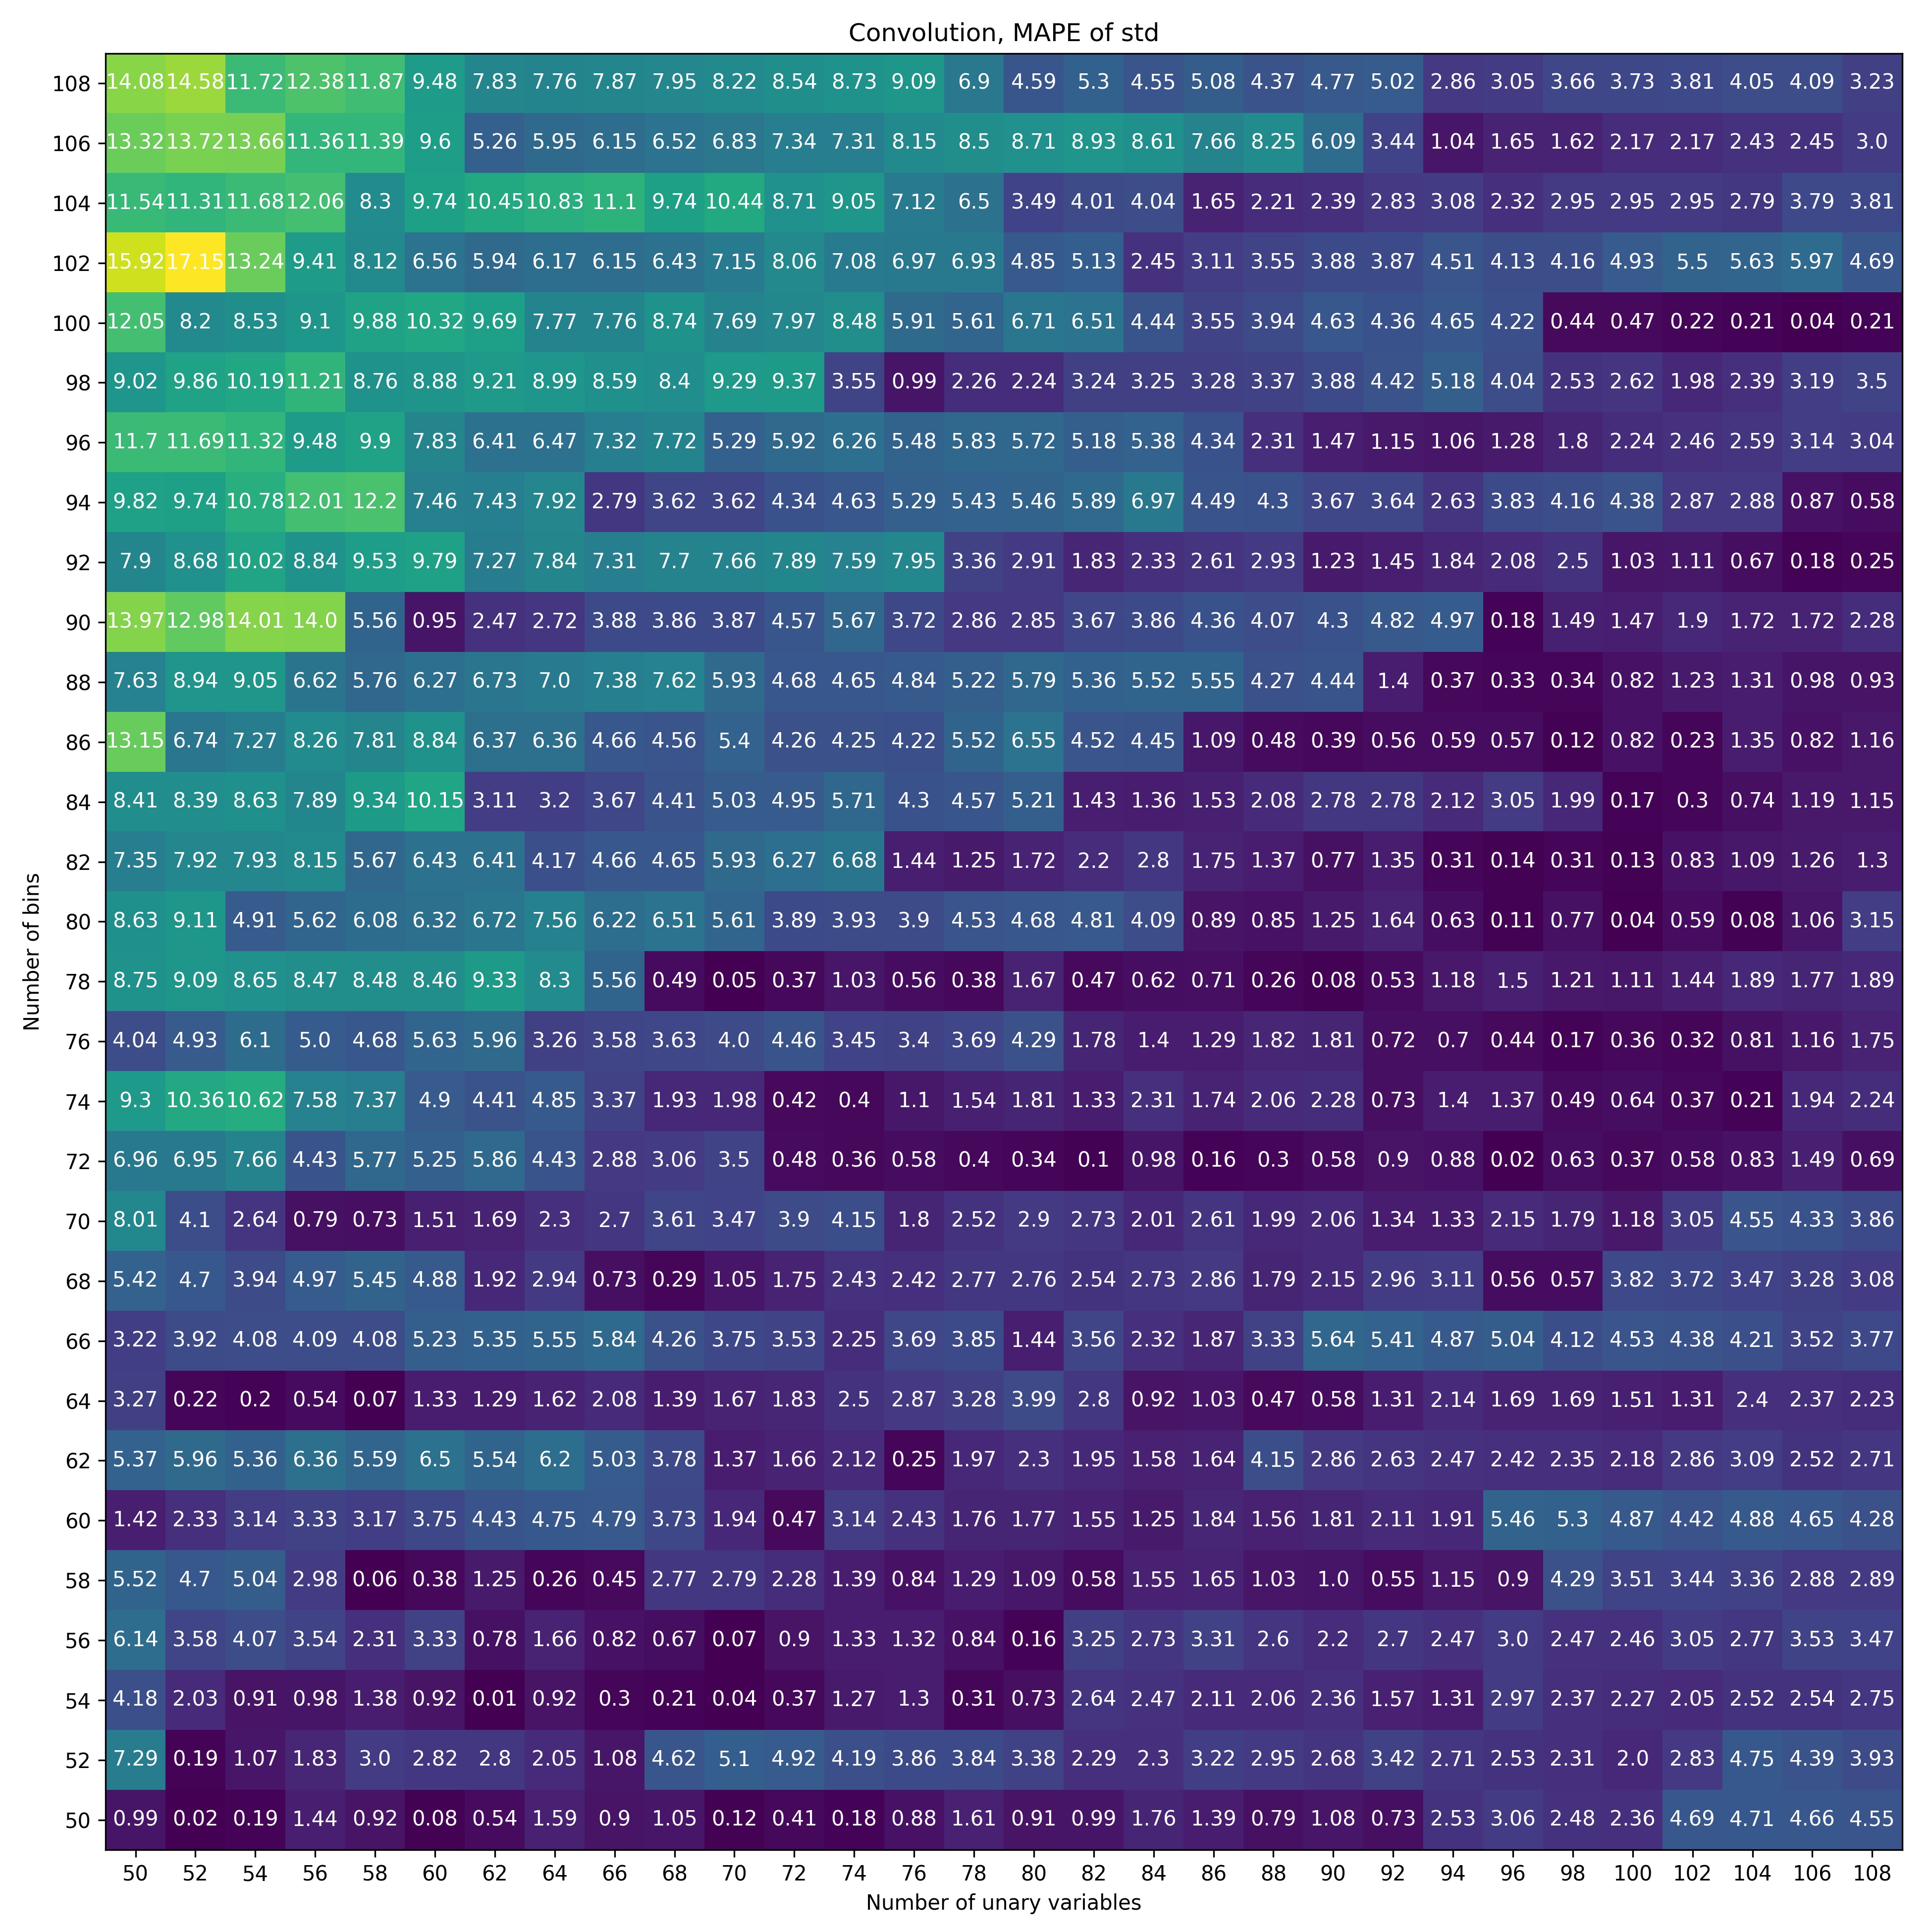 Convolution, MAPE of std
108 14.08 14.58 11.72 12.38 11.87 9.48 7.83 7.76 7.87 7.95 8.22 8.54 8.73 9.09 6.9 4.59 5.3 4.55 5.08 4.37 4.77 5.02 2.86 3.05 3.66 3.73 3.81 4.05 4.09 3.23
106 13.32 13.72 13.66 11.36 11.39 9.6 5.26 5.95 6.15 6.52 6.83 7.34 7.31 8.15 8.5 8.71 8.93 8.61 7.66 8.25 6.09 3.44 1.04 1.65 1.62 2.17 2.17 2.43 2.45 3.0
104 11.54 11.31 11.68 12.06 8.3 9.74 10.45 10.83 11.1 9.74 10.44 8.71 9.05 7.12 6.5 3.49 4.01 4.04 1.65 2.21 2.39 2.83 3.08 2.32 2.95 2.95 2.95 2.79 3.79 3.81
102 15.92 17.15 13.24 9.41 8.12 6.56 5.94 6.17 6.15 6.43 7.15 8.06 7.08 6.97 6.93 4.85 5.13 2.45 3.11 3.55 3.88 3.87 4.51 4.13 4.16 4.93 5.5 5.63 5.97 4.69
100 12.05 8.2 8.53 9.1 9.88 10.32 9.69 7.77 7.76 8.74 7.69 7.97 8.48 5.91 5.61 6.71 6.51 4.44 3.55 3.94 4.63 4.36 4.65 4.22 0.44 0.47 0.22 0.21 0.04 0.21
98 9.02 9.86 10.19 11.21 8.76 8.88 9.21 8.99 8.59 8.4 9.29 9.37 3.55 0.99 2.26 2.24 3.24 3.25 3.28 3.37 3.88 4.42 5.18 4.04 2.53 2.62 1.98 2.39 3.19 3.5
96 11.7 11.69 11.32 9.48 9.9 7.83 6.41 6.47 7.32 7.72 5.29 5.92 6.26 5.48 5.83 5.72 5.18 5.38 4.34 2.31 1.47 1.15 1.06 1.28 1.8 2.24 2.46 2.59 3.14 3.04
94 9.82 9.74 10.78 12.01 12.2 7.46 7.43 7.92 2.79 3.62 3.62 4.34 4.63 5.29 5.43 5.46 5.89 6.97 4.49 4.3 3.67 3.64 2.63 3.83 4.16 4.38 2.87 2.88 0.87 0.58
92 7.9 8.68 10.02 8.84 9.53 9.79 7.27 7.84 7.31 7.7 7.66 7.89 7.59 7.95 3.36 2.91 1.83 2.33 2.61 2.93 1.23 1.45 1.84 2.08 2.5 1.03 1.11 0.67 0.18 0.25
90 13.97 12.98 14.01 14.0 5.56 0.95 2.47 2.72 3.88 3.86 3.87 4.57 5.67 3.72 2.86 2.85 3.67 3.86 4.36 4.07 4.3 4.82 4.97 0.18 1.49 1.47 1.9 1.72 1.72 2.28
88 7.63 8.94 9.05 6.62 5.76 6.27 6.73 7.0 7.38 7.62 5.93 4.68 4.65 4.84 5.22 5.79 5.36 5.52 5.55 4.27 4.44 1.4 0.37 0.33 0.34 0.82 1.23 1.31 0.98 0.93
86 13.15 6.74 7.27 8.26 7.81 8.84 6.37 6.36 4.66 4.56 5.4 4.26 4.25 4.22 5.52 6.55 4.52 4.45 1.09 0.48 0.39 0.56 0.59 0.57 0.12 0.82 0.23 1.35 0.82 1.16
84 8.41 8.39 8.63 7.89 9.34 10.15 3.11 3.2 3.67 4.41 5.03 4.95 5.71 4.3 4.57 5.21 1.43 1.36 1.53 2.08 2.78 2.78 2.12 3.05 1.99 0.17 0.3 0.74 1.19 1.15
82 7.35 7.92 7.93 8.15 5.67 6.43 6.41 4.17 4.66 4.65 5.93 6.27 6.68 1.44 1.25 1.72 2.2 2.8 1.75 1.37 0.77 1.35 0.31 0.14 0.31 0.13 0.83 1.09 1.26 1.3
80 8.63 9.11 4.91 5.62 6.08 6.32 6.72 7.56 6.22 6.51 5.61 3.89 3.93 3.9 4.53 4.68 4.81 4.09 0.89 0.85 1.25 1.64 0.63 0.11 0.77 0.04 0.59 0.08 1.06 3.15
78 8.75 9.09 8.65 8.47 8.48 8.46 9.33 8.3 5.56 0.49 0.05 0.37 1.03 0.56 0.38 1.67 0.47 0.62 0.71 0.26 0.08 0.53 1.18 1.5 1.21 1.11 1.44 1.89 1.77 1.89
76 4.04 4.93 6.1 5.0 4.68 5.63 5.96 3.26 3.58 3.63 4.0 4.46 3.45 3.4 3.69 4.29 1.78 1.4 1.29 1.82 1.81 0.72 0.7 0.44 0.17 0.36 0.32 0.81 1.16 1.75
74 9.3 10.36 10.62 7.58 7.37 4.9 4.41 4.85 3.37 1.93 1.98 0.42 0.4 1.1 1.54 1.81 1.33 2.31 1.74 2.06 2.28 0.73 1.4 1.37 0.49 0.64 0.37 0.21 1.94 2.24
72 6.96 6.95 7.66 4.43 5.77 5.25 5.86 4.43 2.88 3.06 3.5 0.48 0.36 0.58 0.4 0.34 0.1 0.98 0.16 0.3 0.58 0.9 0.88 0.02 0.63 0.37 0.58 0.83 1.49 0.69
70 8.01 4.1 2.64 0.79 0.73 1.51 1.69 2.3 2.7 3.61 3.47 3.9 4.15 1.8 2.52 2.9 2.73 2.01 2.61 1.99 2.06 1.34 1.33 2.15 1.79 1.18 3.05 4.55 4.33 3.86
68 5.42 4.7 3.94 4.97 5.45 4.88 1.92 2.94 0.73 0.29 1.05 1.75 2.43 2.42 2.77 2.76 2.54 2.73 2.86 1.79 2.15 2.96 3.11 0.56 0.57 3.82 3.72 3.47 3.28 3.08
66 3.22 3.92 4.08 4.09 4.08 5.23 5.35 5.55 5.84 4.26 3.75 3.53 2.25 3.69 3.85 1.44 3.56 2.32 1.87 3.33 5.64 5.41 4.87 5.04 4.12 4.53 4.38 4.21 3.52 3.77
64 3.27 0.22 0.2 0.54 0.07 1.33 1.29 1.62 2.08 1.39 1.67 1.83 2.5 2.87 3.28 3.99 2.8 0.92 1.03 0.47 0.58 1.31 2.14 1.69 1.69 1.51 1.31 2.4 2.37 2.23
62 5.37 5.96 5.36 6.36 5.59 6.5 5.54 6.2 5.03 3.78 1.37 1.66 2.12 0.25 1.97 2.3 1.95 1.58 1.64 4.15 2.86 2.63 2.47 2.42 2.35 2.18 2.86 3.09 2.52 2.71
60 1.42 2.33 3.14 3.33 3.17 3.75 4.43 4.75 4.79 3.73 1.94 0.47 3.14 2.43 1.76 1.77 1.55 1.25 1.84 1.56 1.81 2.11 1.91 5.46 5.3 4.87 4.42 4.88 4.65 4.28
58 5.52 4.7 5.04 2.98 0.06 0.38 1.25 0.26 0.45 2.77 2.79 2.28 1.39 0.84 1.29 1.09 0.58 1.55 1.65 1.03 1.0 0.55 1.15 0.9 4.29 3.51 3.44 3.36 2.88 2.89
56 6.14 3.58 4.07 3.54 2.31 3.33 0.78 1.66 0.82 0.67 0.07 0.9 1.33 1.32 0.84 0.16 3.25 2.73 3.31 2.6 2.2 2.7 2.47 3.0 2.47 2.46 3.05 2.77 3.53 3.47
54 4.18 2.03 0.91 0.98 1.38 0.92 0.01 0.92 0.3 0.21 0.04 0.37 1.27 1.3 0.31 0.73 2.64 2.47 2.11 2.06 2.36 1.57 1.31 2.97 2.37 2.27 2.05 2.52 2.54 2.75
52 7.29 0.19 1.07 1.83 3.0 2.82 2.8 2.05 1.08 4.62 5.1 4.92 4.19 3.86 3.84 3.38 2.29 2.3 3.22 2.95 2.68 3.42 2.71 2.53 2.31 2.0 2.83 4.75 4.39 3.93
50 0.99 0.02 0.19 1.44 0.92 0.08 0.54 1.59 0.9 1.05 0.12 0.41 0.18 0.88 1.61 0.91 0.99 1.76 1.39 0.79 1.08 0.73 2.53 3.06 2.48 2.36 4.69 4.71 4.66 4.55
50 52 54 56 58 60 62 64 66 68 70 72 74 76 78 80 82 84 86 88 90 92 94 96 98 100 102 104 106 108
Number of unary variables
Number of bins